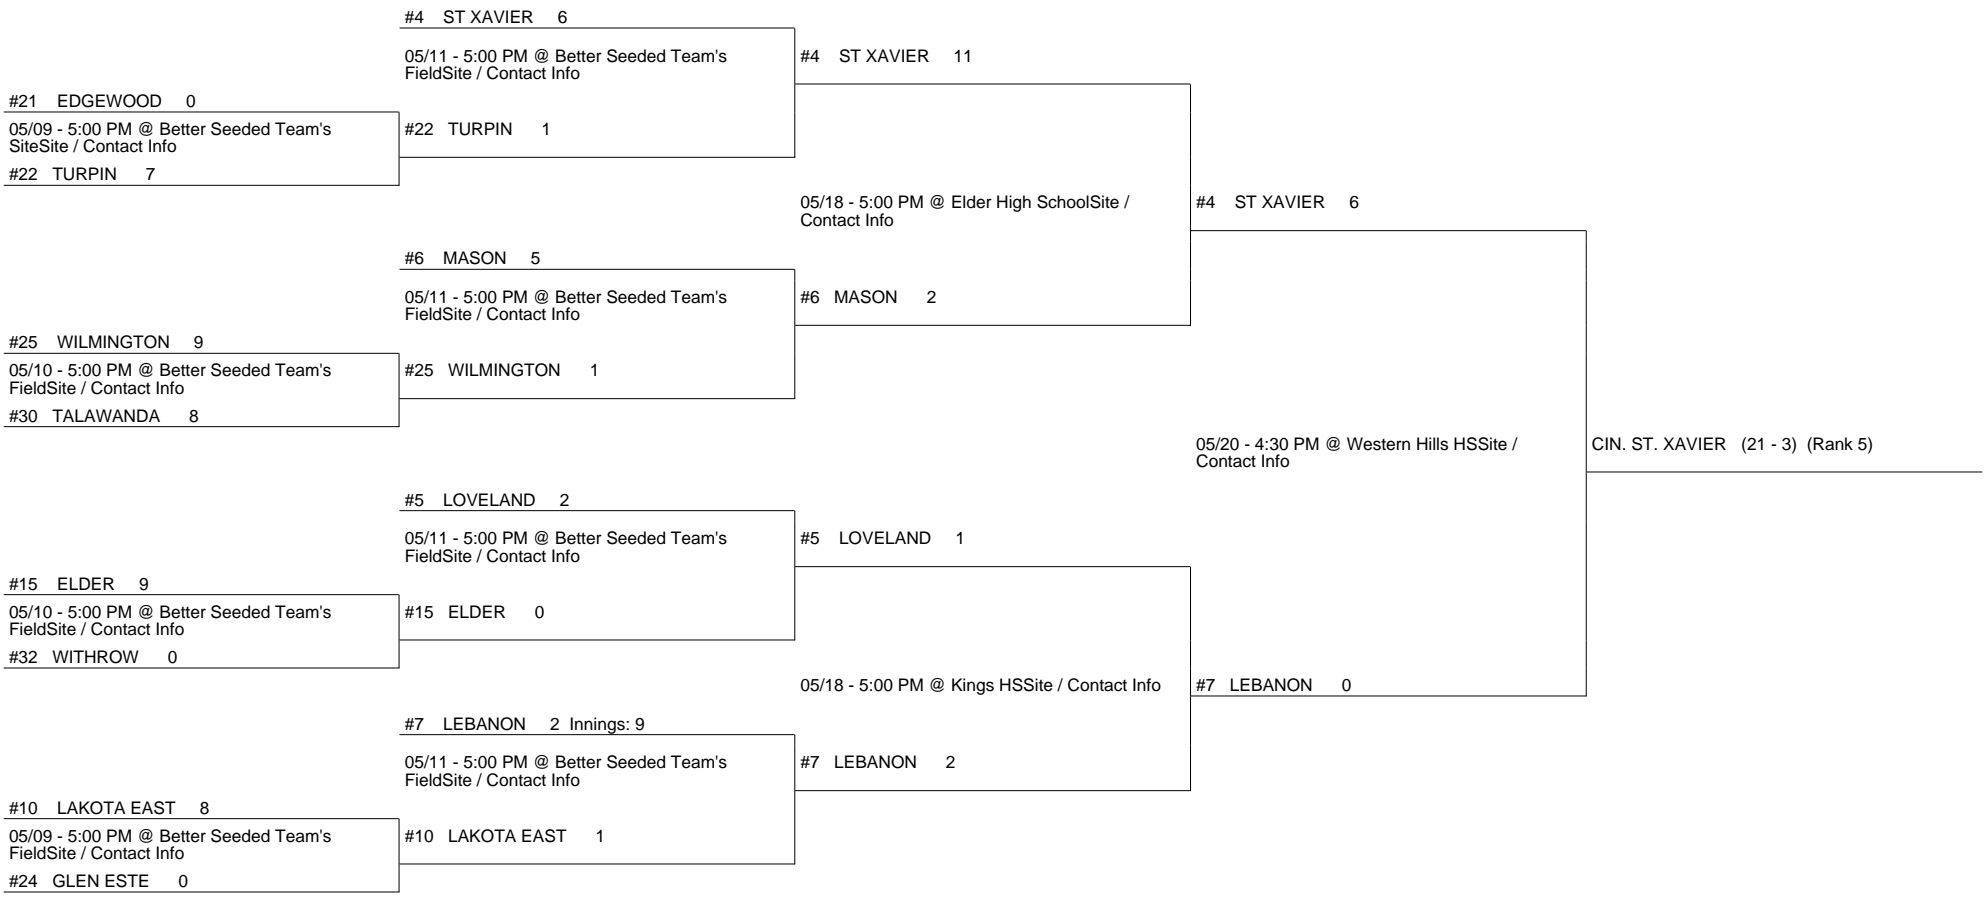 #4 ST XAVIER 6
05/11 - 5:00 PM @ Better Seeded Team's
FieldSite / Contact Info
#4 ST XAVIER 11
#21 EDGEWOOD 0
05/09 - 5:00 PM @ Better Seeded Team's
SiteSite / Contact Info
#22 TURPIN 1
#22 TURPIN 7
05/18 - 5:00 PM @ Elder High SchoolSite /
Contact Info
#4 ST XAVIER 6
#6 MASON 5
05/11 - 5:00 PM @ Better Seeded Team's
FieldSite / Contact Info
#6 MASON 2
#25 WILMINGTON 9
05/10 - 5:00 PM @ Better Seeded Team's
FieldSite / Contact Info
#25 WILMINGTON 1
#30 TALAWANDA 8
05/20 - 4:30 PM @ Western Hills HSSite /
Contact Info
CIN. ST. XAVIER (21 - 3) (Rank 5)
#5 LOVELAND 2
05/11 - 5:00 PM @ Better Seeded Team's
FieldSite / Contact Info
#5 LOVELAND 1
#15 ELDER 9
05/10 - 5:00 PM @ Better Seeded Team's
FieldSite / Contact Info
#15 ELDER 0
#32 WITHROW 0
05/18 - 5:00 PM @ Kings HSSite / Contact Info
#7 LEBANON 0
#7 LEBANON 2 Innings: 9
05/11 - 5:00 PM @ Better Seeded Team's
FieldSite / Contact Info
#7 LEBANON 2
#10 LAKOTA EAST 8
05/09 - 5:00 PM @ Better Seeded Team's
FieldSite / Contact Info
#10 LAKOTA EAST 1
#24 GLEN ESTE 0